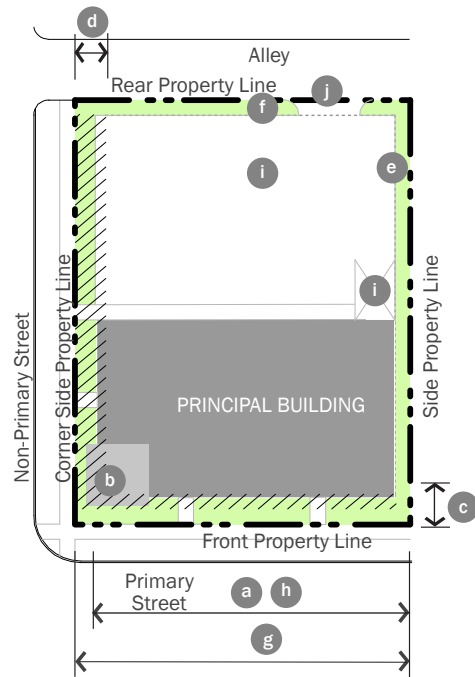 d
Alley
Rear Property Line
j
f
i
e
i
Non-Primary Street
Corner Side Property Line
Side Property Line
PRINCIPAL BUILDING
b
c
Front Property Line
Primary
Street
a h
g